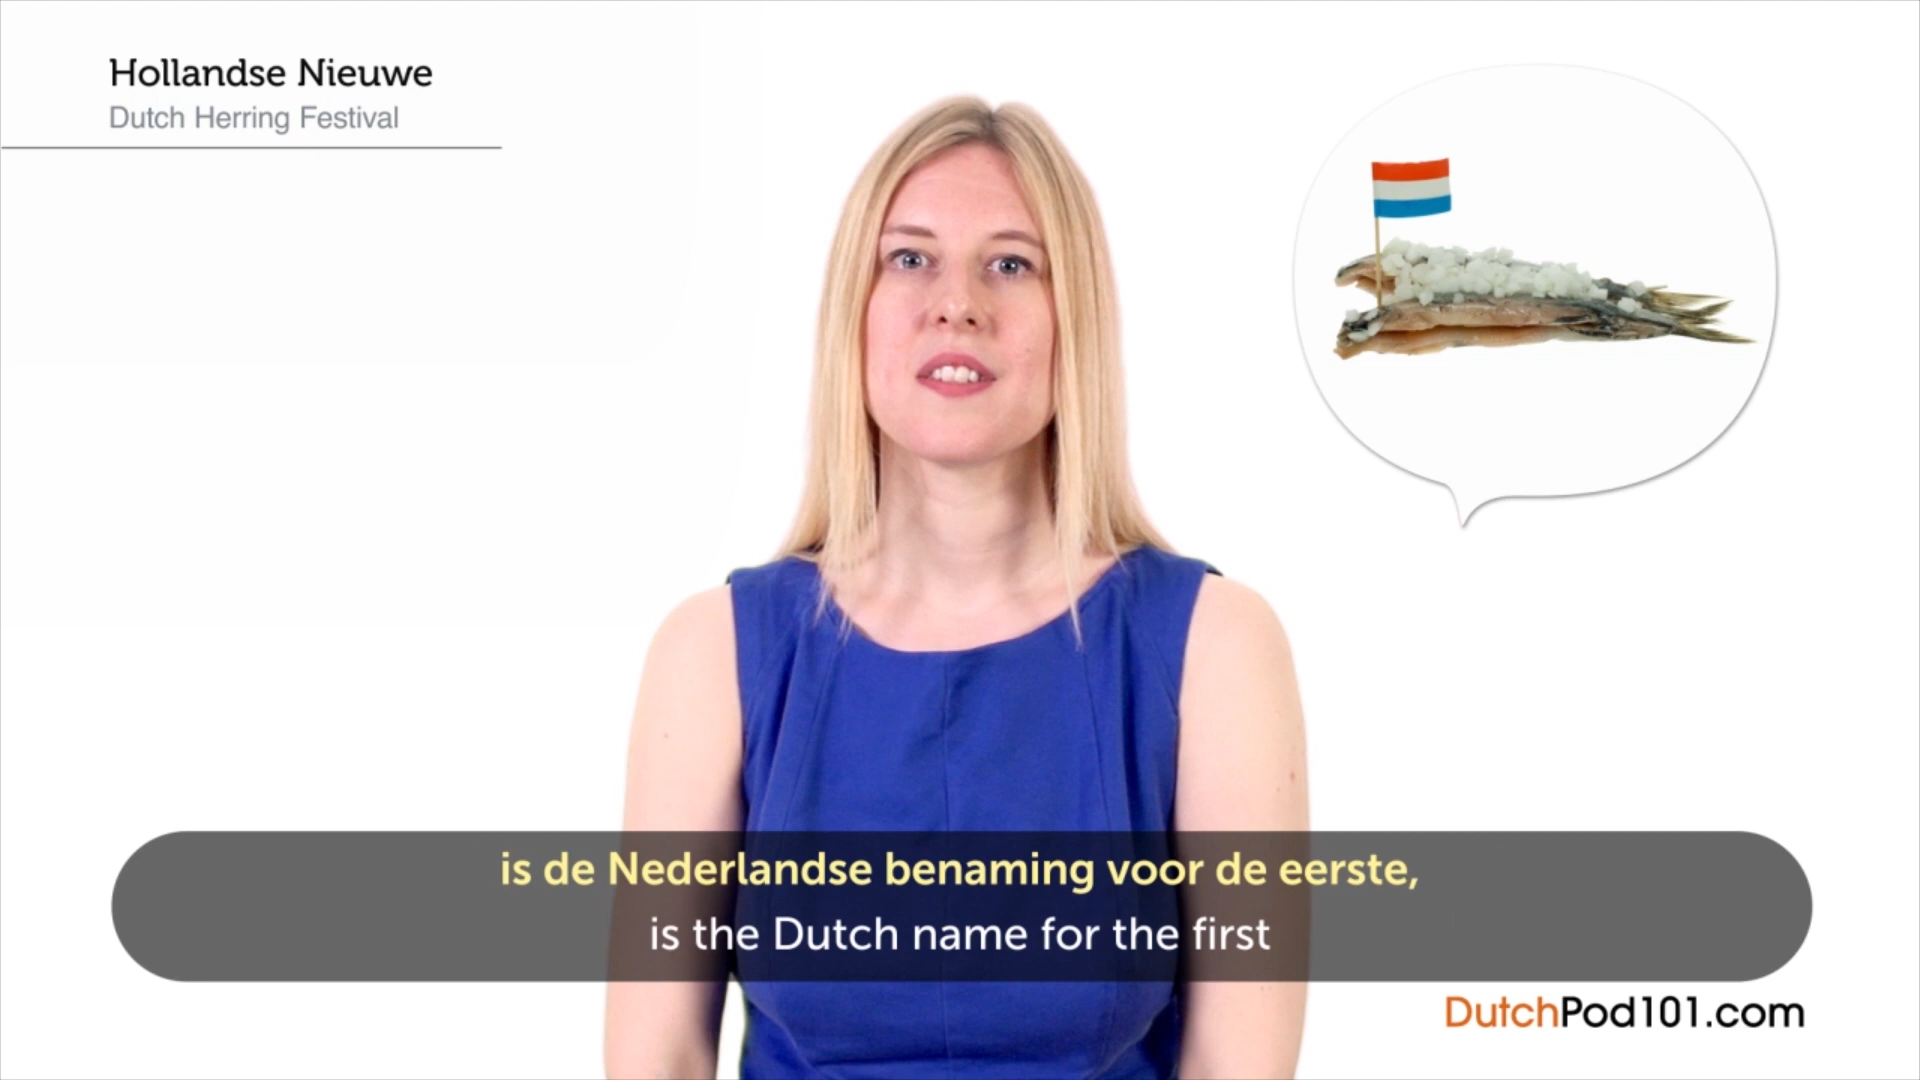 Hollandse Nieuwe
Dutch Herring Festival
is de Nederlandse benaming voor de eerste,
is the Dutch name for the first
DutchPod101.com